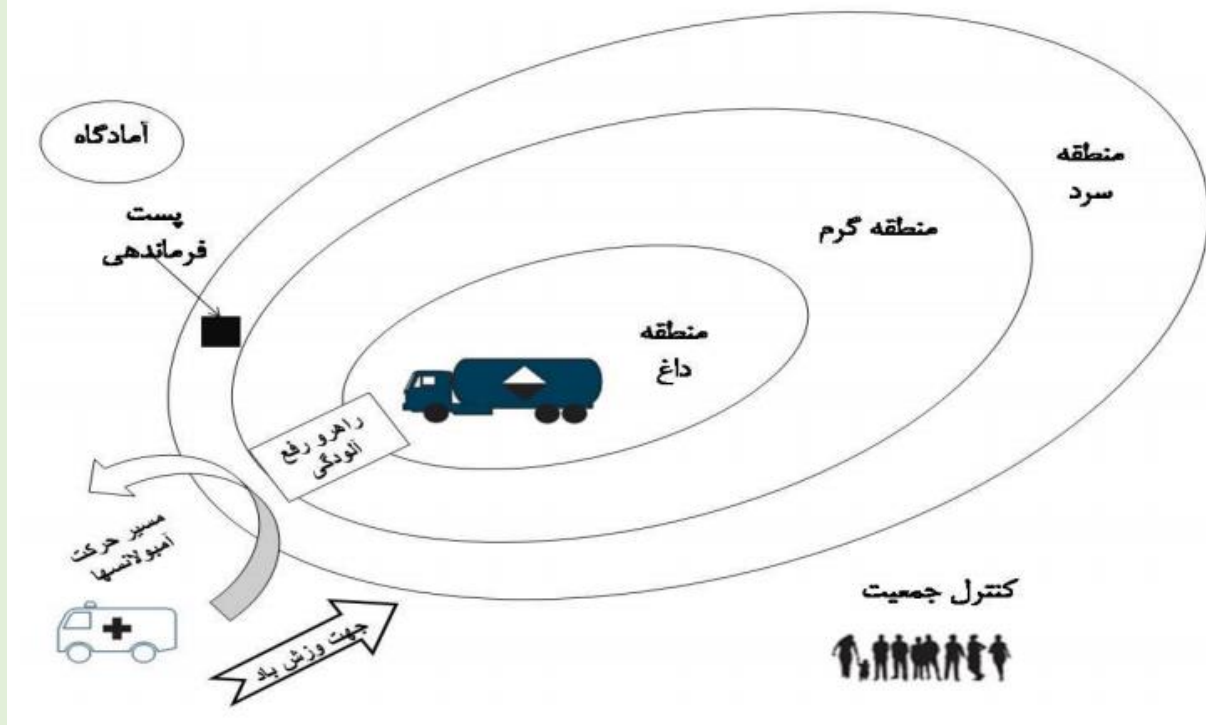 آمادگاه
پست
فرماندهی
منطقه
سرد
منطقه گرم
منطقه
داغ
راهرو رفع
آلودگی
مسیر حرکت
آمبولانسها
جهت وزش باد
کنترل جمعیت